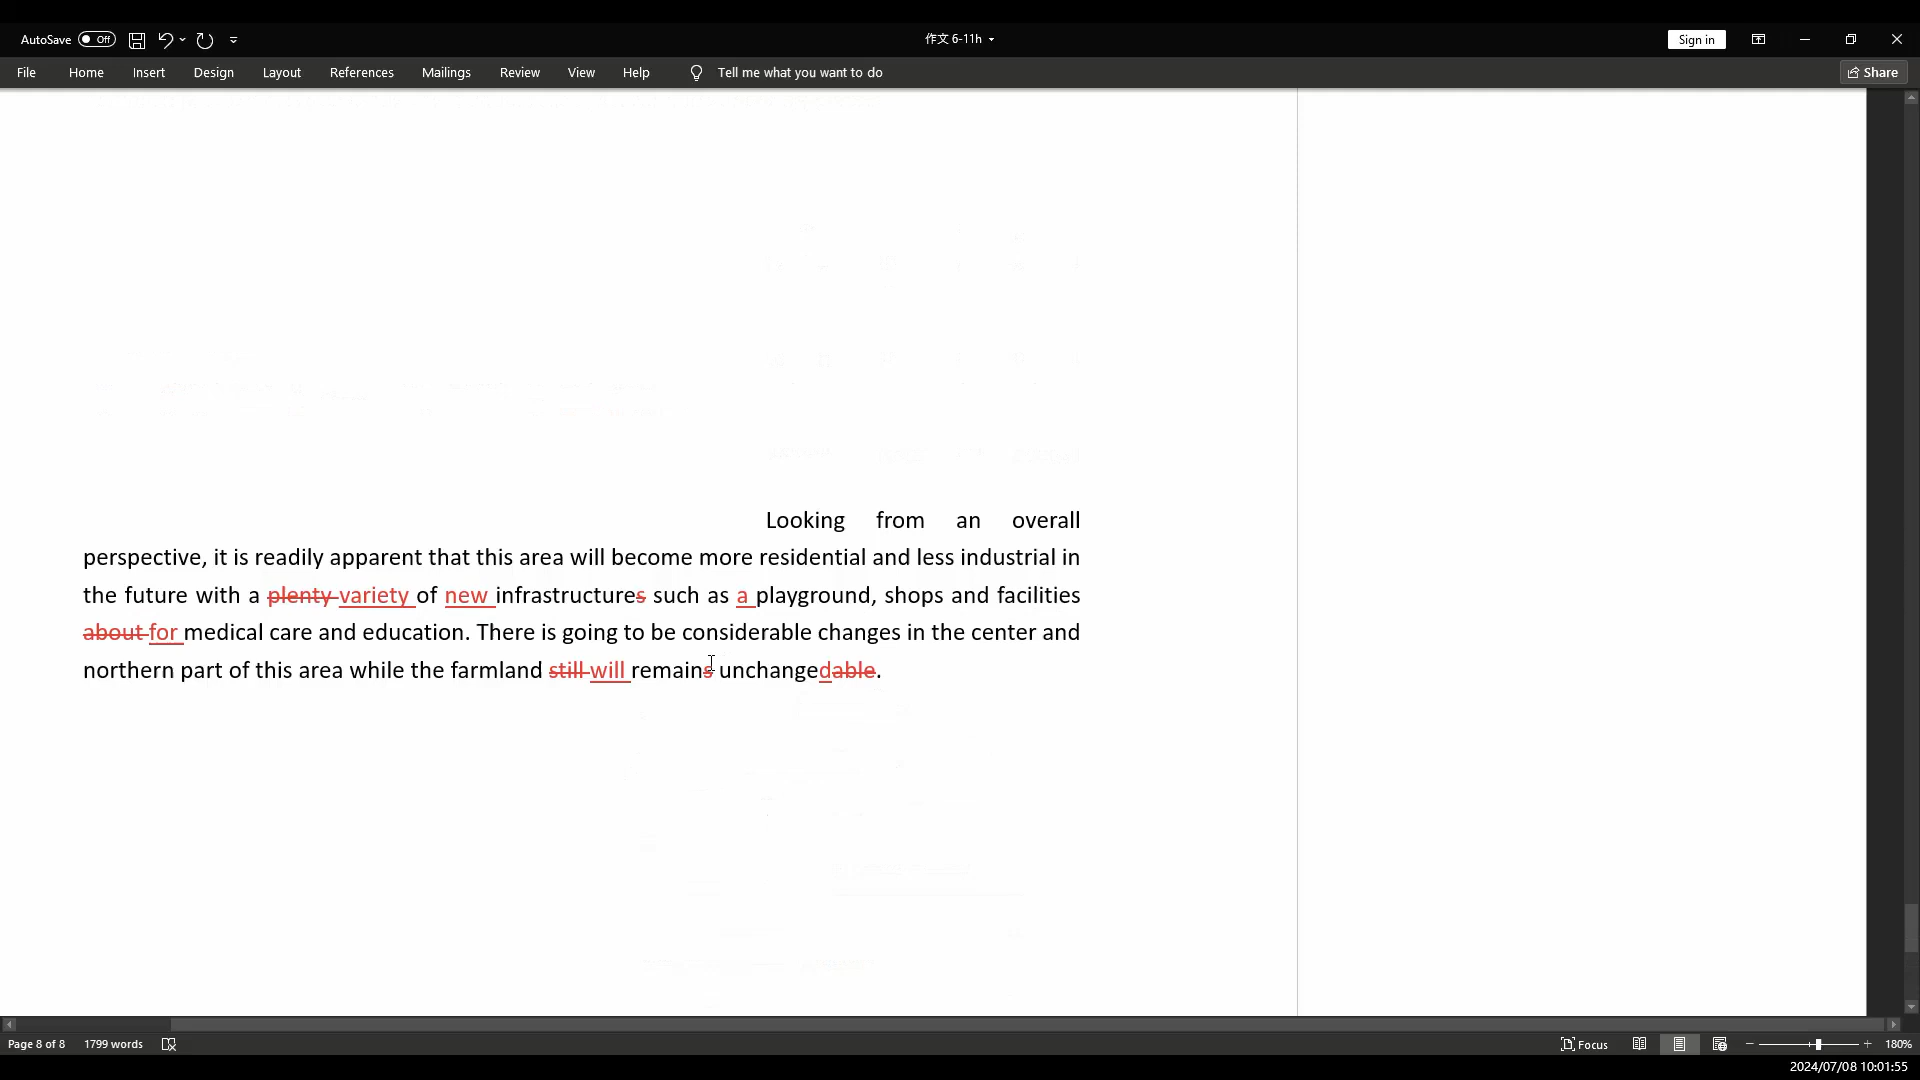 AutoSave Off 作文 6-11h Sign in
File Home Insert Design Layout References Mailings Review View Help Tell me what you want to do Share
Looking from an overall
perspective, it is readily apparent that this area will become more residential and less industrial in
the future with a plenty variety of new infrastructures such as a playground, shops and facilities
about for medical care and education. There is going to be considerable changes in the center and
northern part of this area while the farmland still will remains unchangedable.
Page 8 of 8 1799 words Focus 180%
2024/07/08 10:01:55